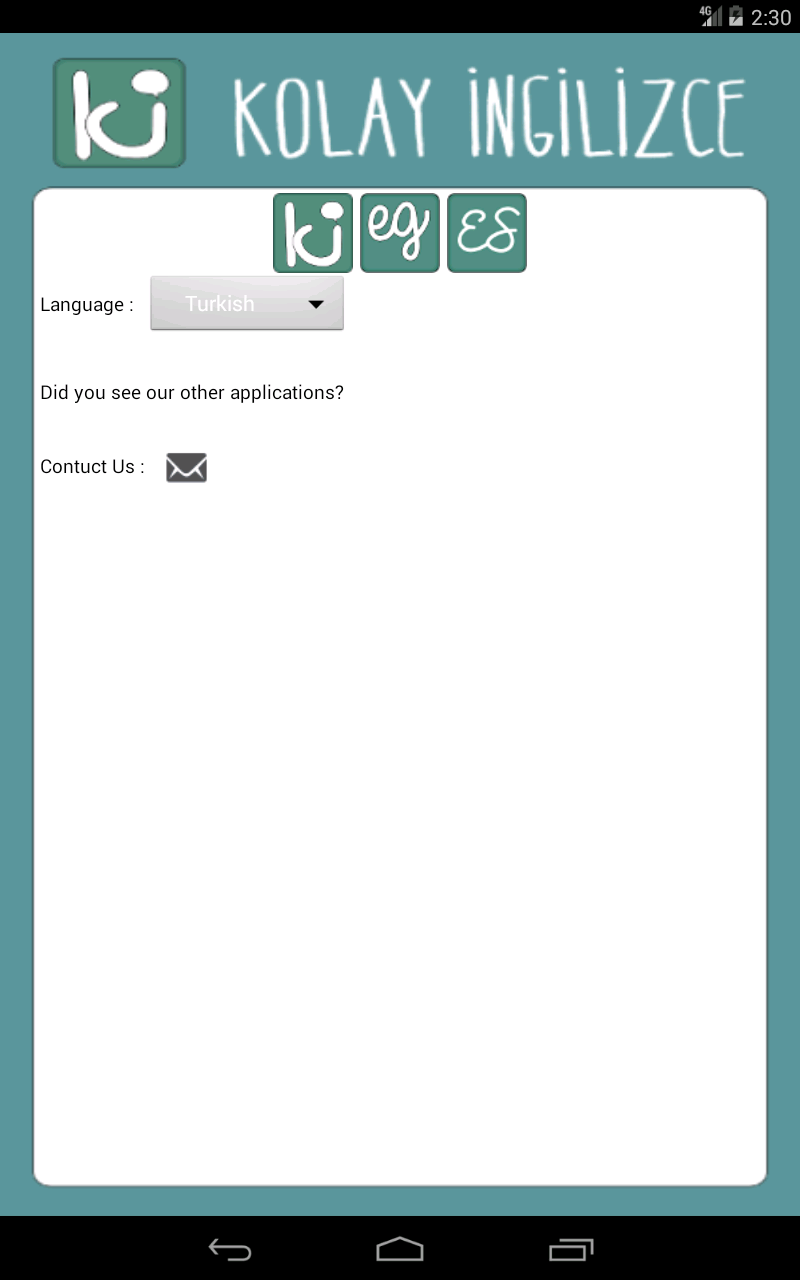 4G 2:30
ki KOLAY İNGİLİZCE
ki eg ES
Language : Turkish
Did you see our other applications?
Contuct Us :